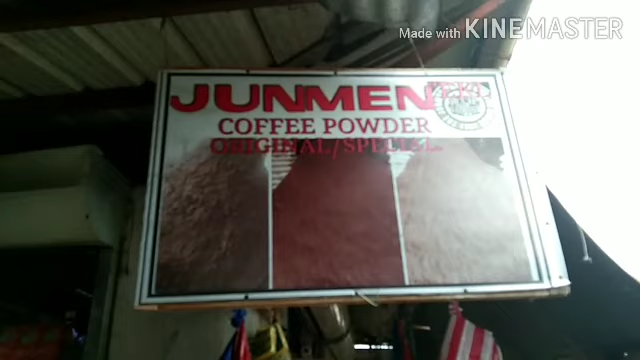 Made with KINEMASTER
JUNMEN
COFFEE POWDER
ORIGINAL/SPECIAL